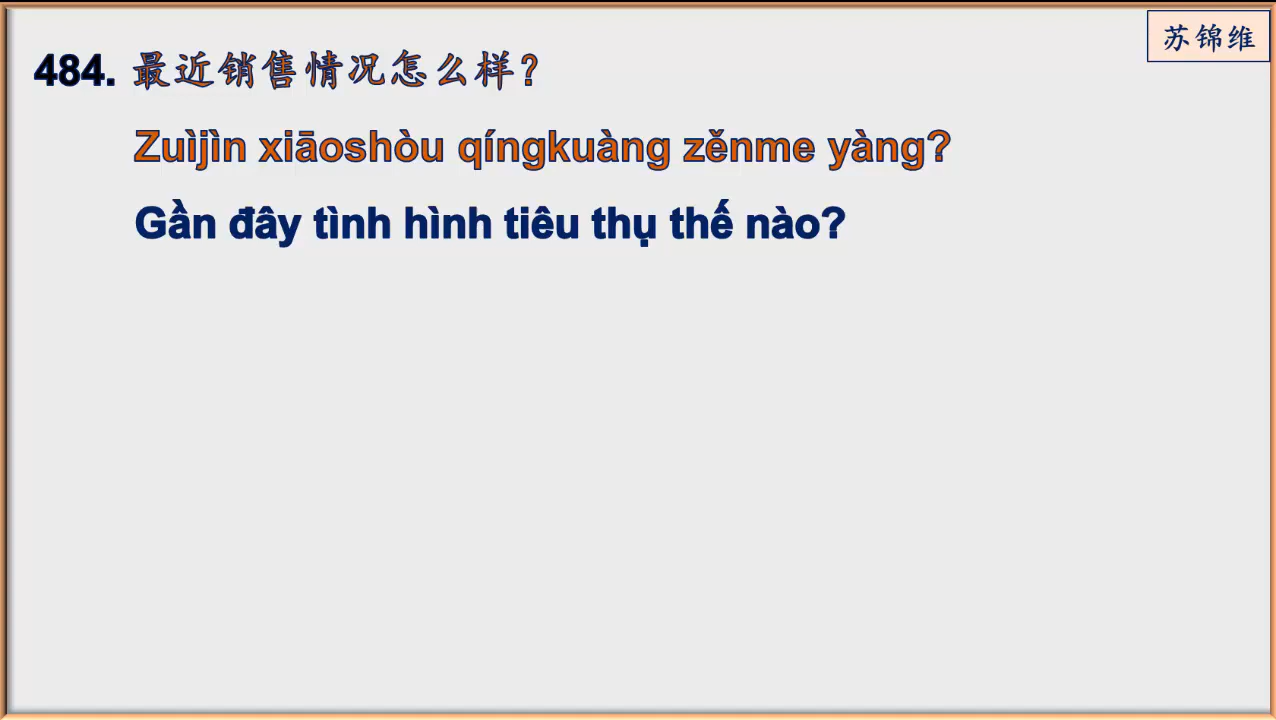 苏锦维
484. 最近销售情况怎么样?
Zuìjìn xiāoshòu qíngkuàng zěnme yàng?
Gần đây tình hình tiêu thụ thế nào?